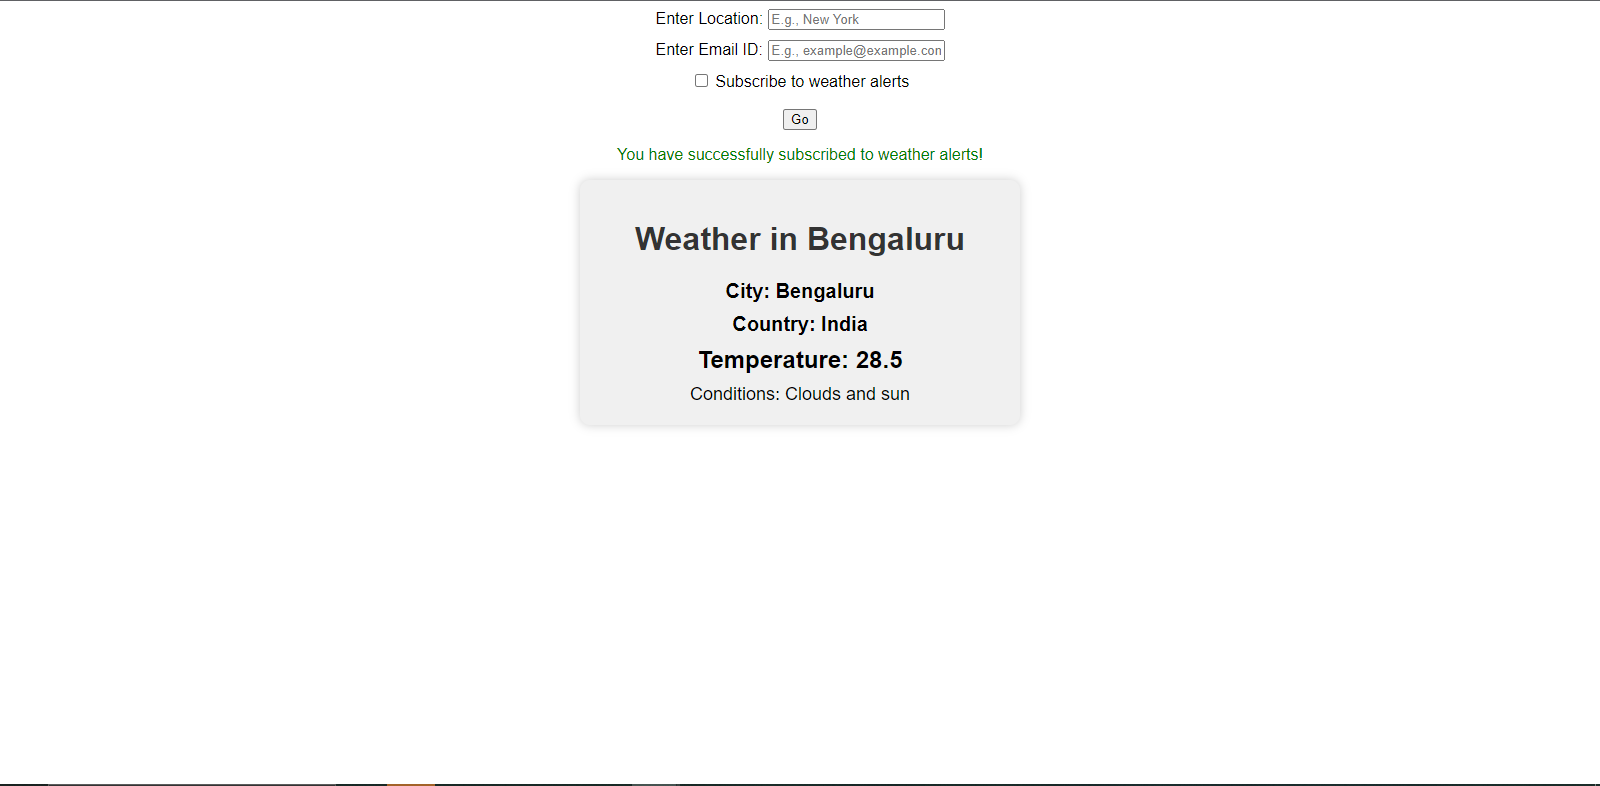 Enter Location: E.g., New York
Enter Email ID: E.g., example@example.con
Subscribe to weather alerts
Go
You have successfully subscribed to weather alerts!
Weather in Bengaluru
City: Bengaluru
Country: India
Temperature: 28.5
Conditions: Clouds and sun